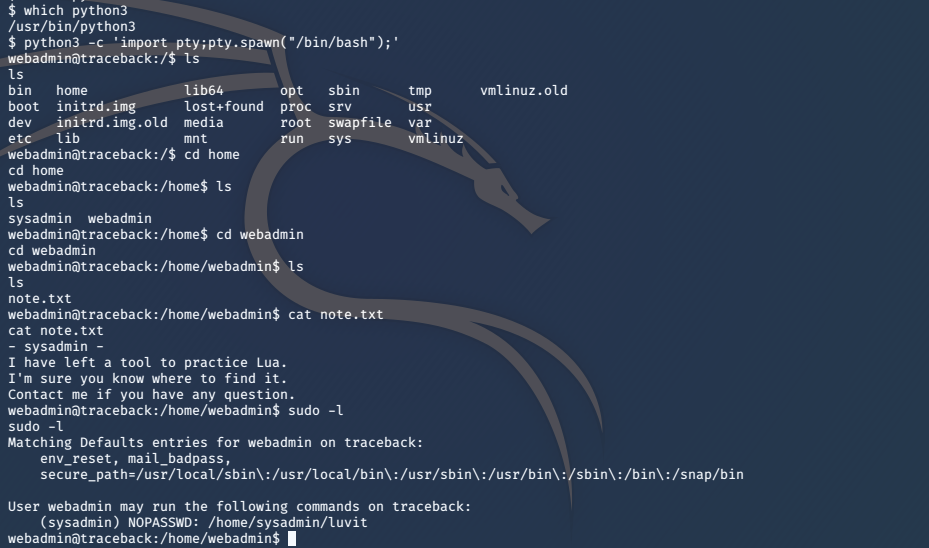 $ which python3
/usr/bin/python3
$ python3 -c 'import pty;pty.spawn("/bin/bash");'
webadmin@traceback:/$ ls
ls
bin   home            lib64       opt   sbin      tmp      vmlinuz.old
boot  initrd.img      lost+found  proc  srv       usr
dev   initrd.img.old  media       root  swapfile  var
etc   lib             mnt         run   sys       vmlinuz
webadmin@traceback:/$ cd home
cd home
webadmin@traceback:/home$ ls
ls
sysadmin  webadmin
webadmin@traceback:/home$ cd webadmin
cd webadmin
webadmin@traceback:/home/webadmin$ ls
ls
note.txt
webadmin@traceback:/home/webadmin$ cat note.txt
cat note.txt
- sysadmin -
I have left a tool to practice Lua.
I'm sure you know where to find it.
Contact me if you have any question.
webadmin@traceback:/home/webadmin$ sudo -l
sudo -l
Matching Defaults entries for webadmin on traceback:
    env_reset, mail_badpass,
    secure_path=/usr/local/sbin\:/usr/local/bin\:/usr/sbin\:/usr/bin\:/sbin\:/bin\:/snap/bin

User webadmin may run the following commands on traceback:
    (sysadmin) NOPASSWD: /home/sysadmin/luvit
webadmin@traceback:/home/webadmin$